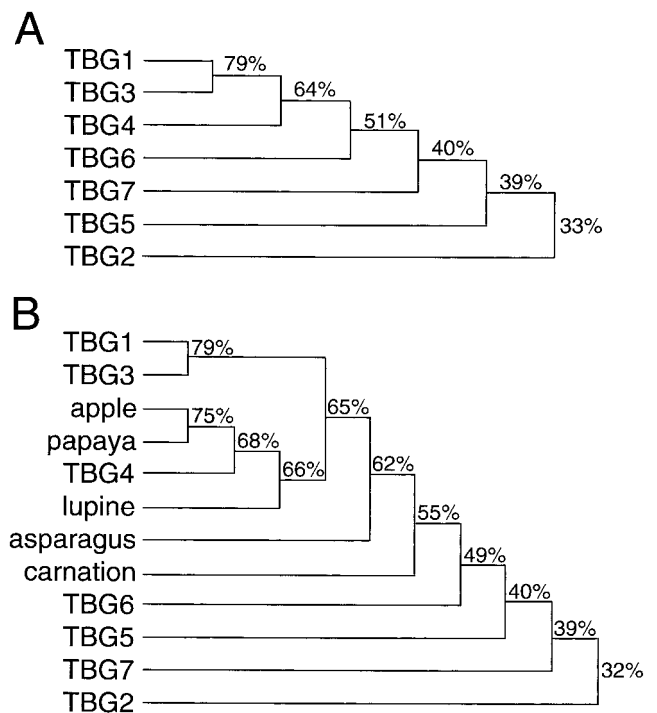 A
TBG1
79%
TBG3
64%
TBG4
51%
TBG6
40%
TBG7
39%
TBG5
33%
TBG2
B
TBG1
79%
TBG3
apple
65%
75%
papaya
68%
TBG4
66%
62%
lupine
55%
asparagus
49%
carnation
40%
TBG6
39%
TBG5
32%
TBG7
TBG2